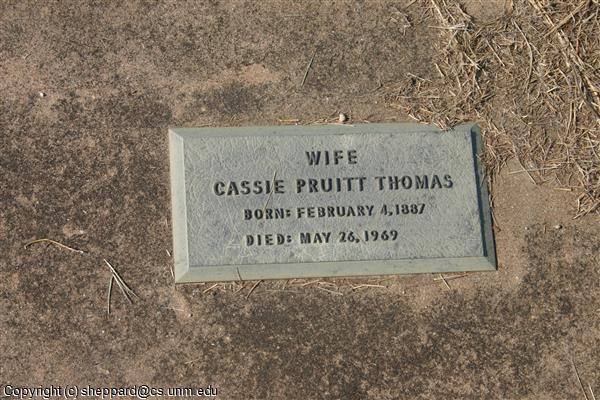 WIFE
CASSIE PRUITT THOMAS
BORN: FEBRUARY 4, 1887
DIED: MAY 26, 1969
Copyright (c) sheppard@cs.unm.edu